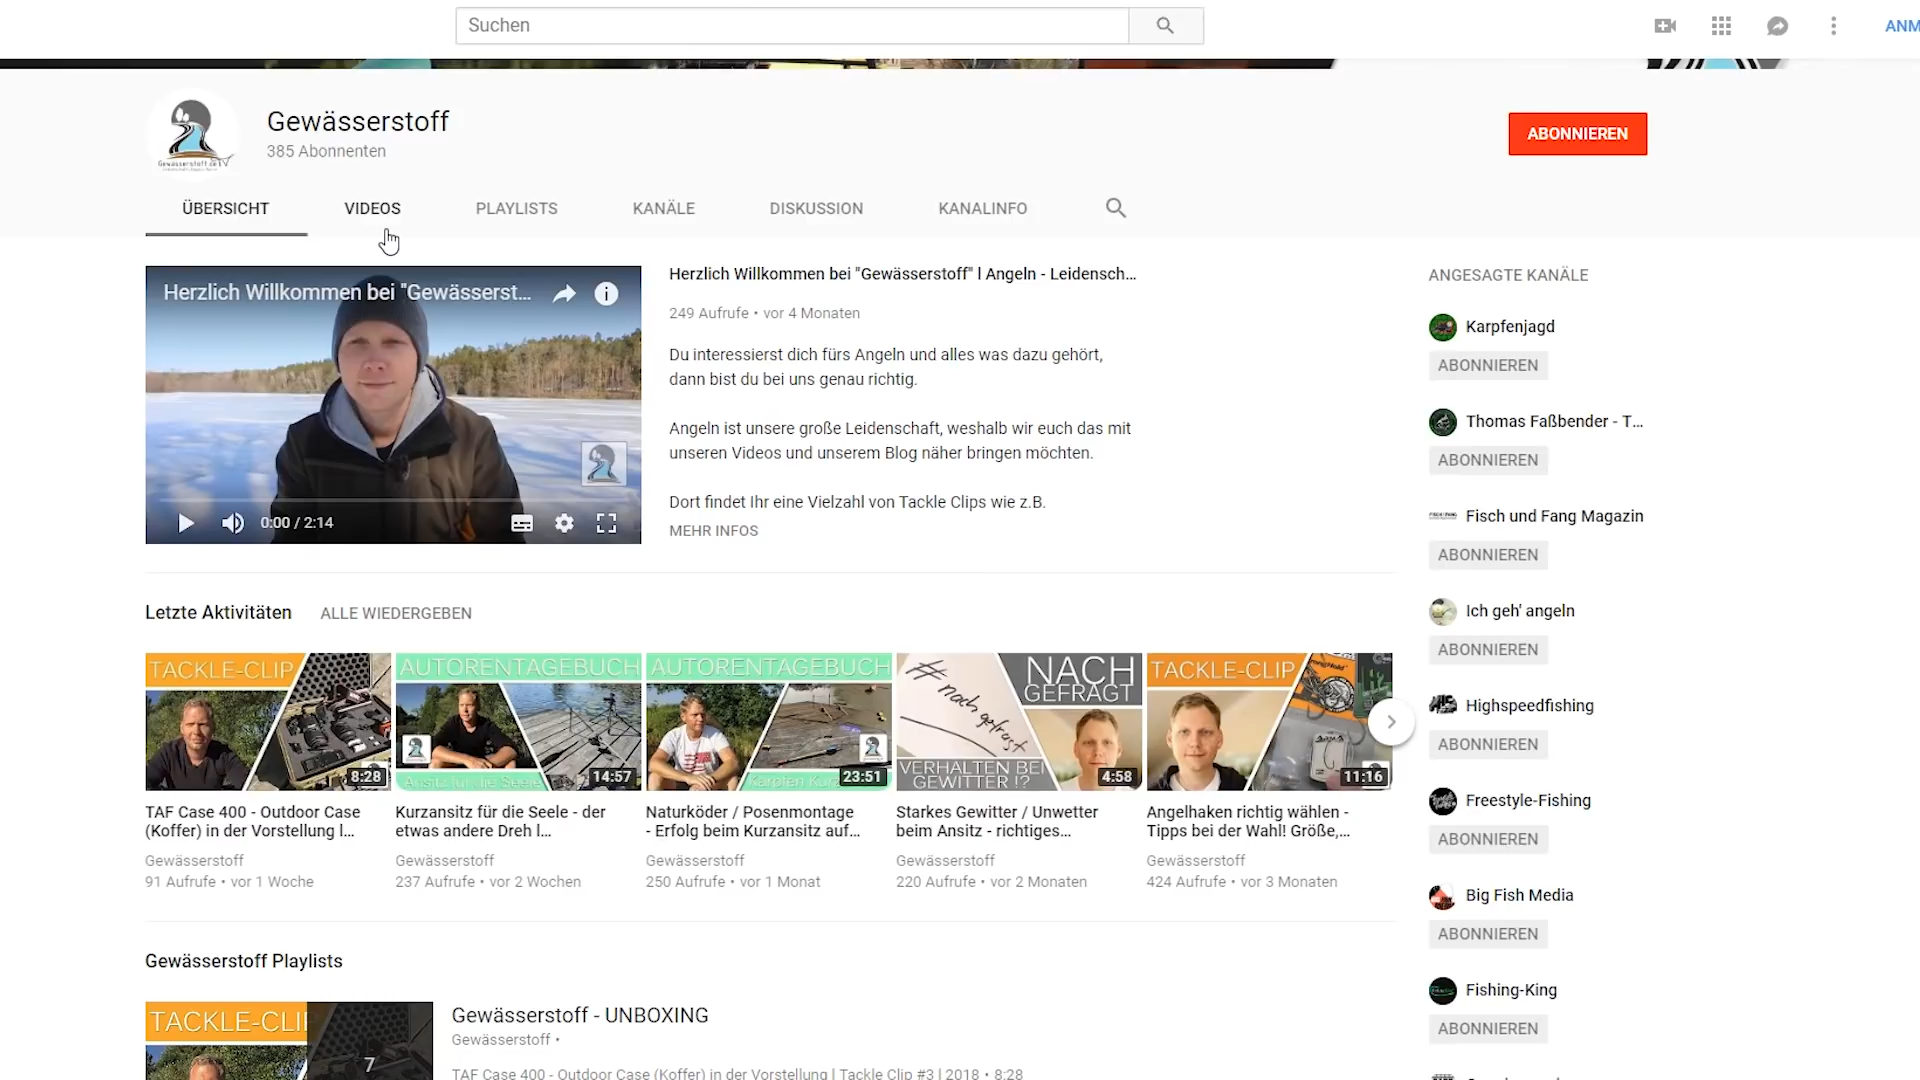 Suchen
ANM
Gewässerstoff
385 Abonnenten
ABONNIEREN
ÜBERSICHT
VIDEOS
PLAYLISTS
KANÄLE
DISKUSSION
KANALINFO
Herzlich Willkommen bei "Gewässerst...
0:00 / 2:14
Herzlich Willkommen bei "Gewässerstoff" l Angeln - Leidensch...
249 Aufrufe • vor 4 Monaten
Du interessierst dich fürs Angeln und alles was dazu gehört,
dann bist du bei uns genau richtig.
Angeln ist unsere große Leidenschaft, weshalb wir euch das mit
unseren Videos und unserem Blog näher bringen möchten.
Dort findet Ihr eine Vielzahl von Tackle Clips wie z.B.
MEHR INFOS
ANGESAGTE KANÄLE
Karpfenjagd
ABONNIEREN
Thomas Faßbender - T...
ABONNIEREN
Fisch und Fang Magazin
ABONNIEREN
Ich geh' angeln
ABONNIEREN
Highspeedfishing
ABONNIEREN
Freestyle-Fishing
ABONNIEREN
Big Fish Media
ABONNIEREN
Fishing-King
ABONNIEREN
Letzte Aktivitäten
ALLE WIEDERGEBEN
TACKLE-CLIP
8:28
TAF Case 400 - Outdoor Case
(Koffer) in der Vorstellung l...
Gewässerstoff
91 Aufrufe • vor 1 Woche
AUTORENTAGEBUCH
Ansitz für die Seele
14:57
Kurzansitz für die Seele - der
etwas andere Dreh l...
Gewässerstoff
237 Aufrufe • vor 2 Wochen
AUTORENTAGEBUCH
Karpfen Kurz
23:51
Naturköder / Posenmontage
- Erfolg beim Kurzansitz auf...
Gewässerstoff
250 Aufrufe • vor 1 Monat
#nachgefragt
NACH
GEFRAGT
VERHALTEN BEI
GEWITTER !?
4:58
Starkes Gewitter / Unwetter
beim Ansitz - richtiges...
Gewässerstoff
220 Aufrufe • vor 2 Monaten
TACKLE-CLIP
11:16
Angelhaken richtig wählen -
Tipps bei der Wahl! Größe,...
Gewässerstoff
424 Aufrufe • vor 3 Monaten
Gewässerstoff Playlists
TACKLE-CLI
7
Gewässerstoff - UNBOXING
Gewässerstoff •
TAF Case 400 - Outdoor Case (Koffer) in der Vorstellung | Tackle Clip #3 | 2018 • 8:28